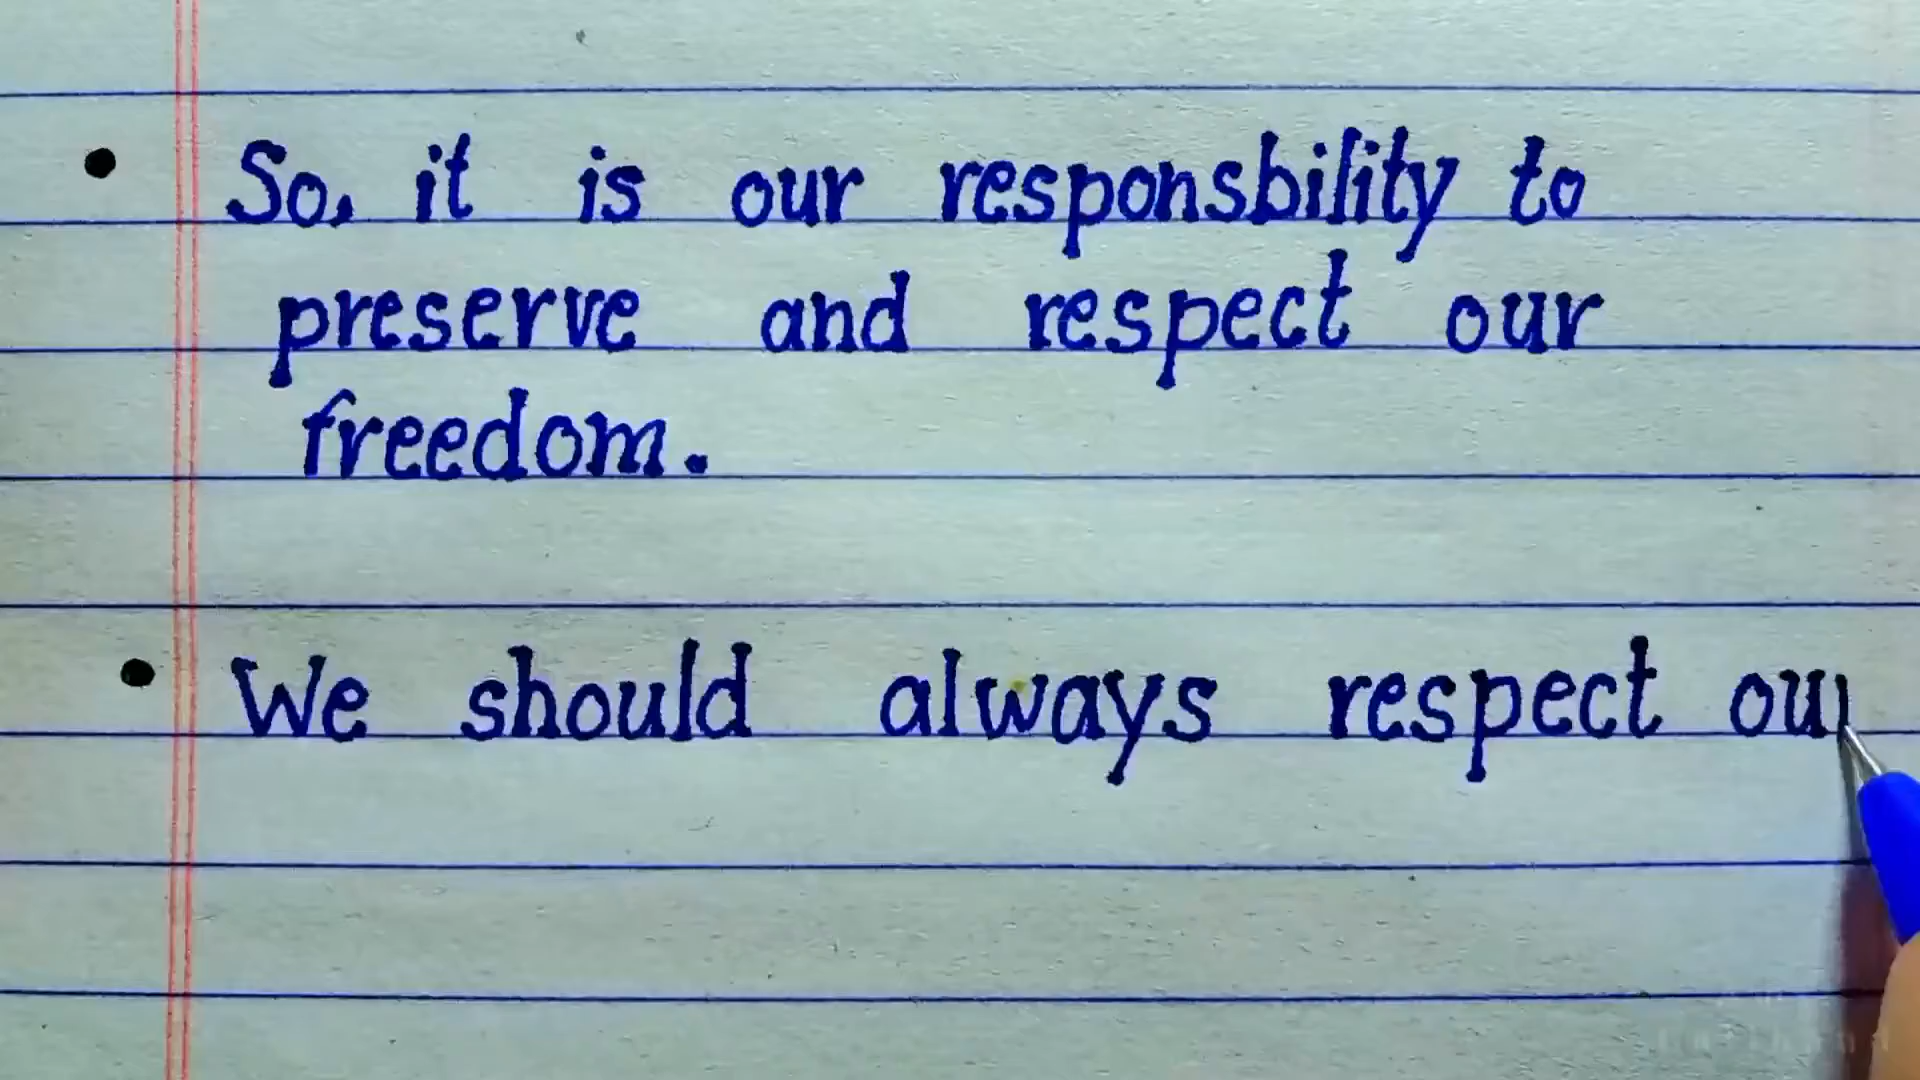 • So, it is our responsbility to
preserve and respect our
freedom.
• We should always respect ou